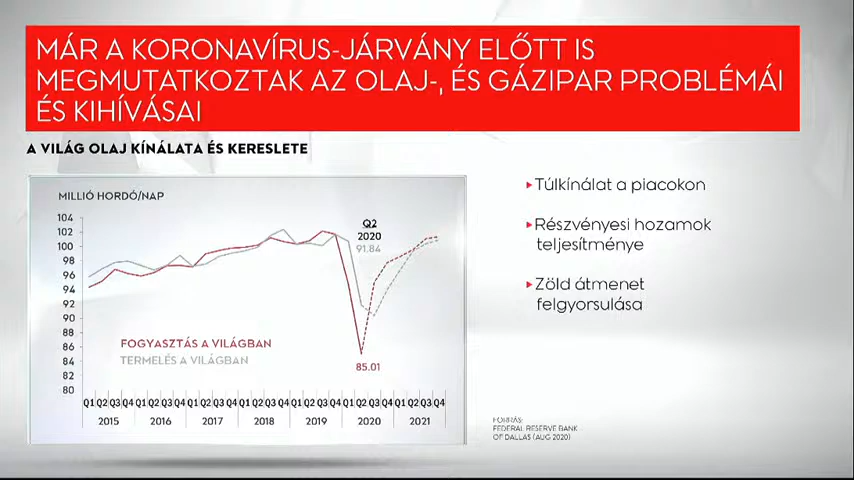 MÁR A KORONAVÍRUS-JÁRVÁNY ELŐTT IS
MEGMUTATKOZTAK AZ OLAJ-, ÉS GÁZIPAR PROBLÉMÁI
ÉS KIHÍVÁSAI
A VILÁG OLAJ KÍNÁLATA ÉS KERESLETE
MILLIÓ HORDÓ/NAP
104
102
100
98
96
94
92
90
88
86
84
82
80
Q2
2020
91.84
85.01
FOGYASZTÁS A VILÁGBAN
TERMELÉS A VILÁGBAN
Q1 Q2 Q3 Q4 Q1 Q2 Q3 Q4 Q1 Q2 Q3 Q4 Q1 Q2 Q3 Q4 Q1 Q2 Q3 Q4 Q1 Q2 Q3 Q4 Q1 Q2 Q3 Q4
2015 2016 2017 2018 2019 2020 2021
Túlkínálat a piacokon
Részvényesi hozamok
teljesítménye
Zöld átmenet
felgyorsulása
FORRÁS:
FEDERAL RESERVE BANK
OF DALLAS (AUG 2020)